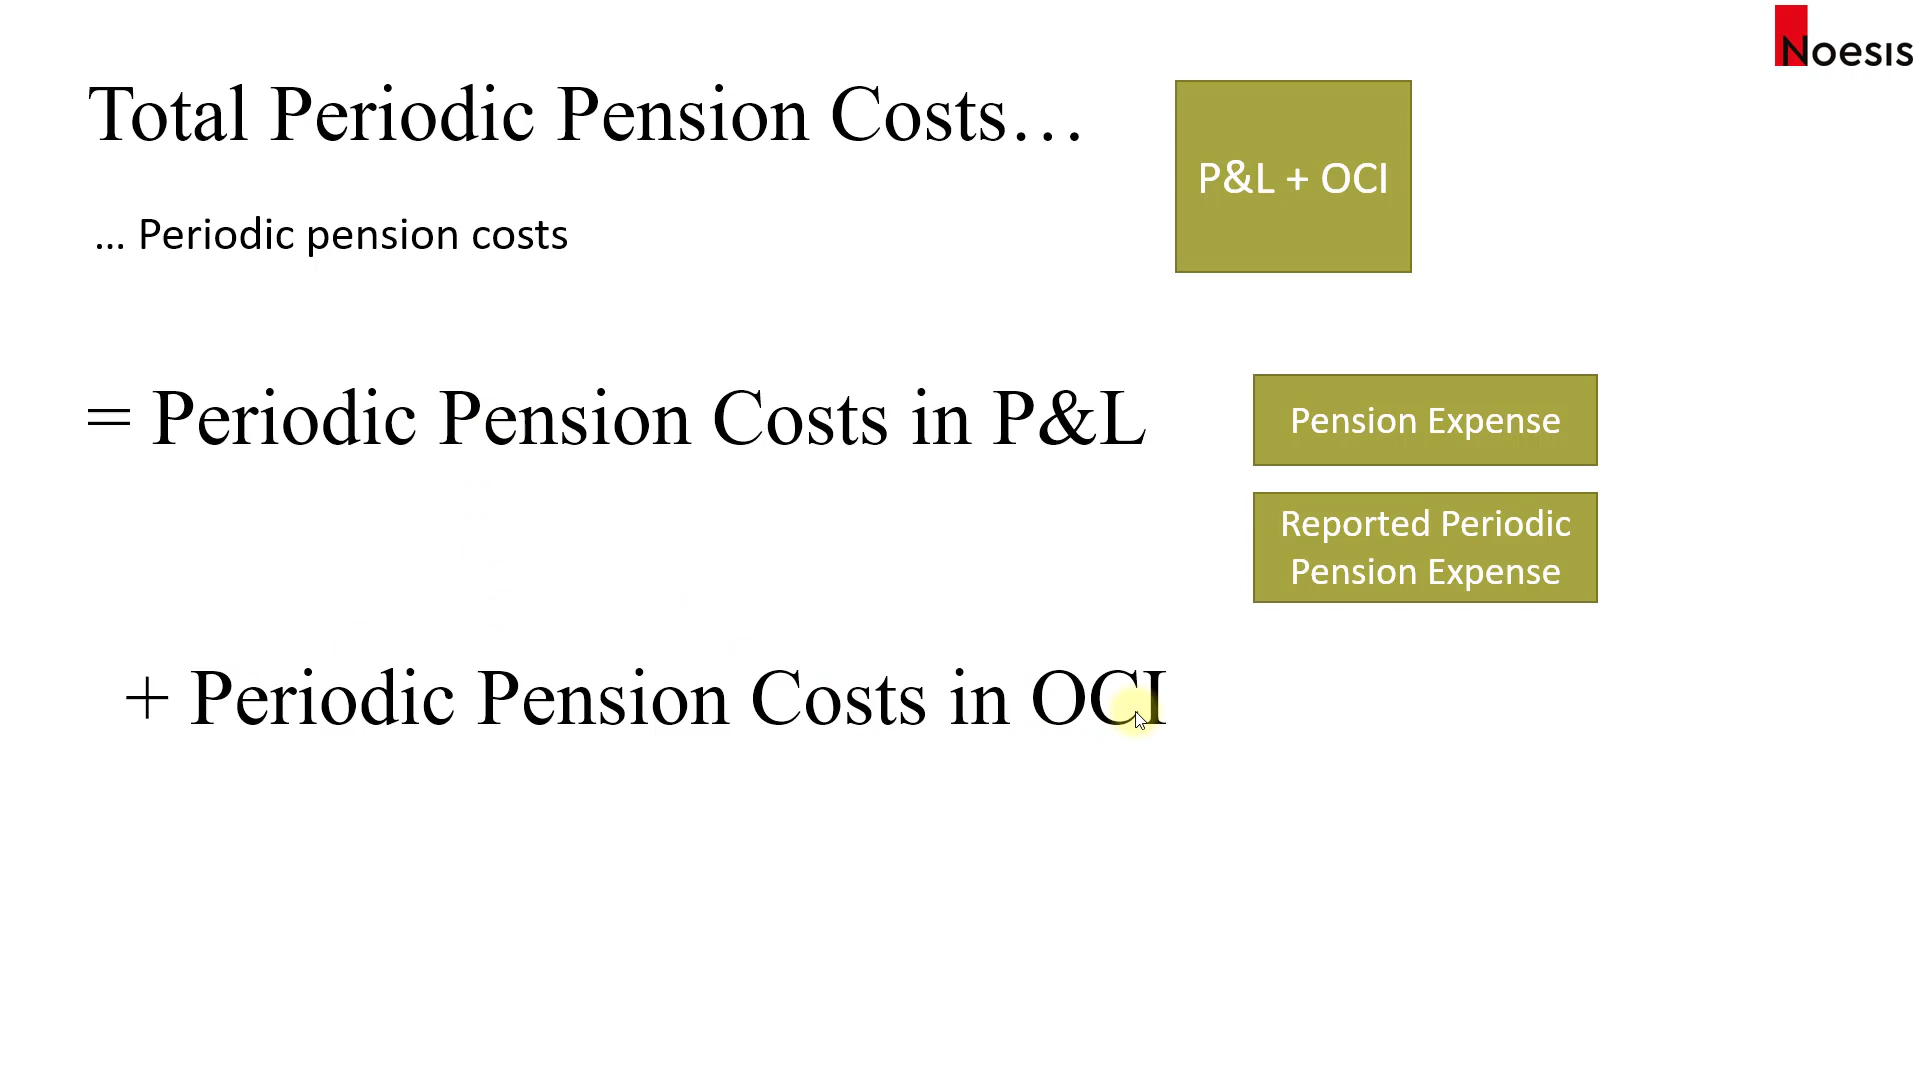 Noesis
Total Periodic Pension Costs...
P&L + OCI
... Periodic pension costs
= Periodic Pension Costs in P&L
Pension Expense
Reported Periodic
Pension Expense
+ Periodic Pension Costs in OCI